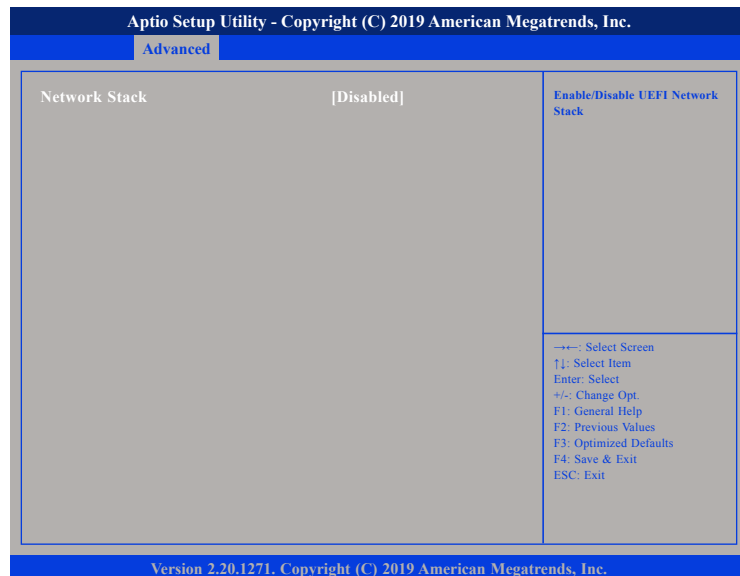 Aptio Setup Utility - Copyright (C) 2019 American Megatrends, Inc.
Advanced
Network Stack [Disabled]
Enable/Disable UEFI Network
Stack
→←: Select Screen
↑↓: Select Item
Enter: Select
+/-: Change Opt.
F1: General Help
F2: Previous Values
F3: Optimized Defaults
F4: Save & Exit
ESC: Exit
Version 2.20.1271. Copyright (C) 2019 American Megatrends, Inc.